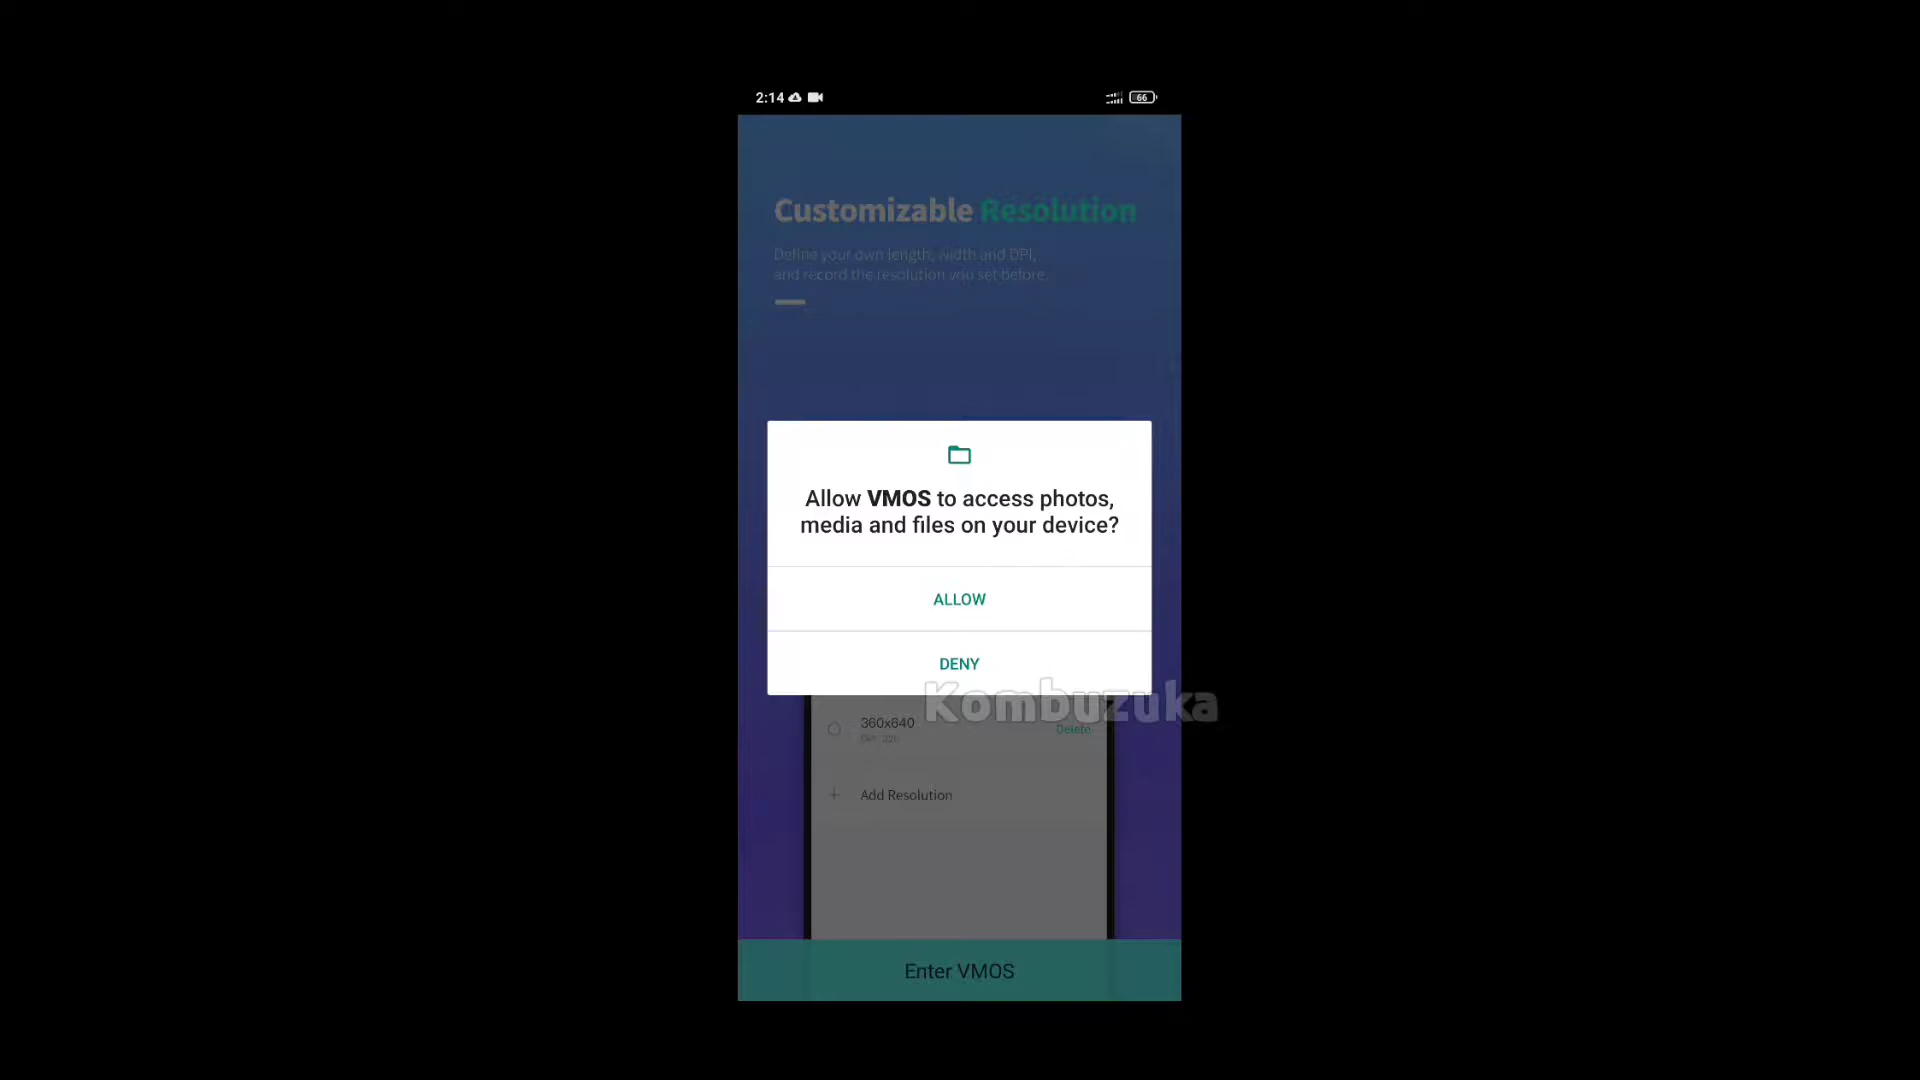 2:14
66
Customizable Resolution
Define your own length, width and DPI,
and record the resolution you set before.
Allow VMOS to access photos,
media and files on your device?
ALLOW
DENY
Kombuzuka
360x640
Delete
Add Resolution
Enter VMOS